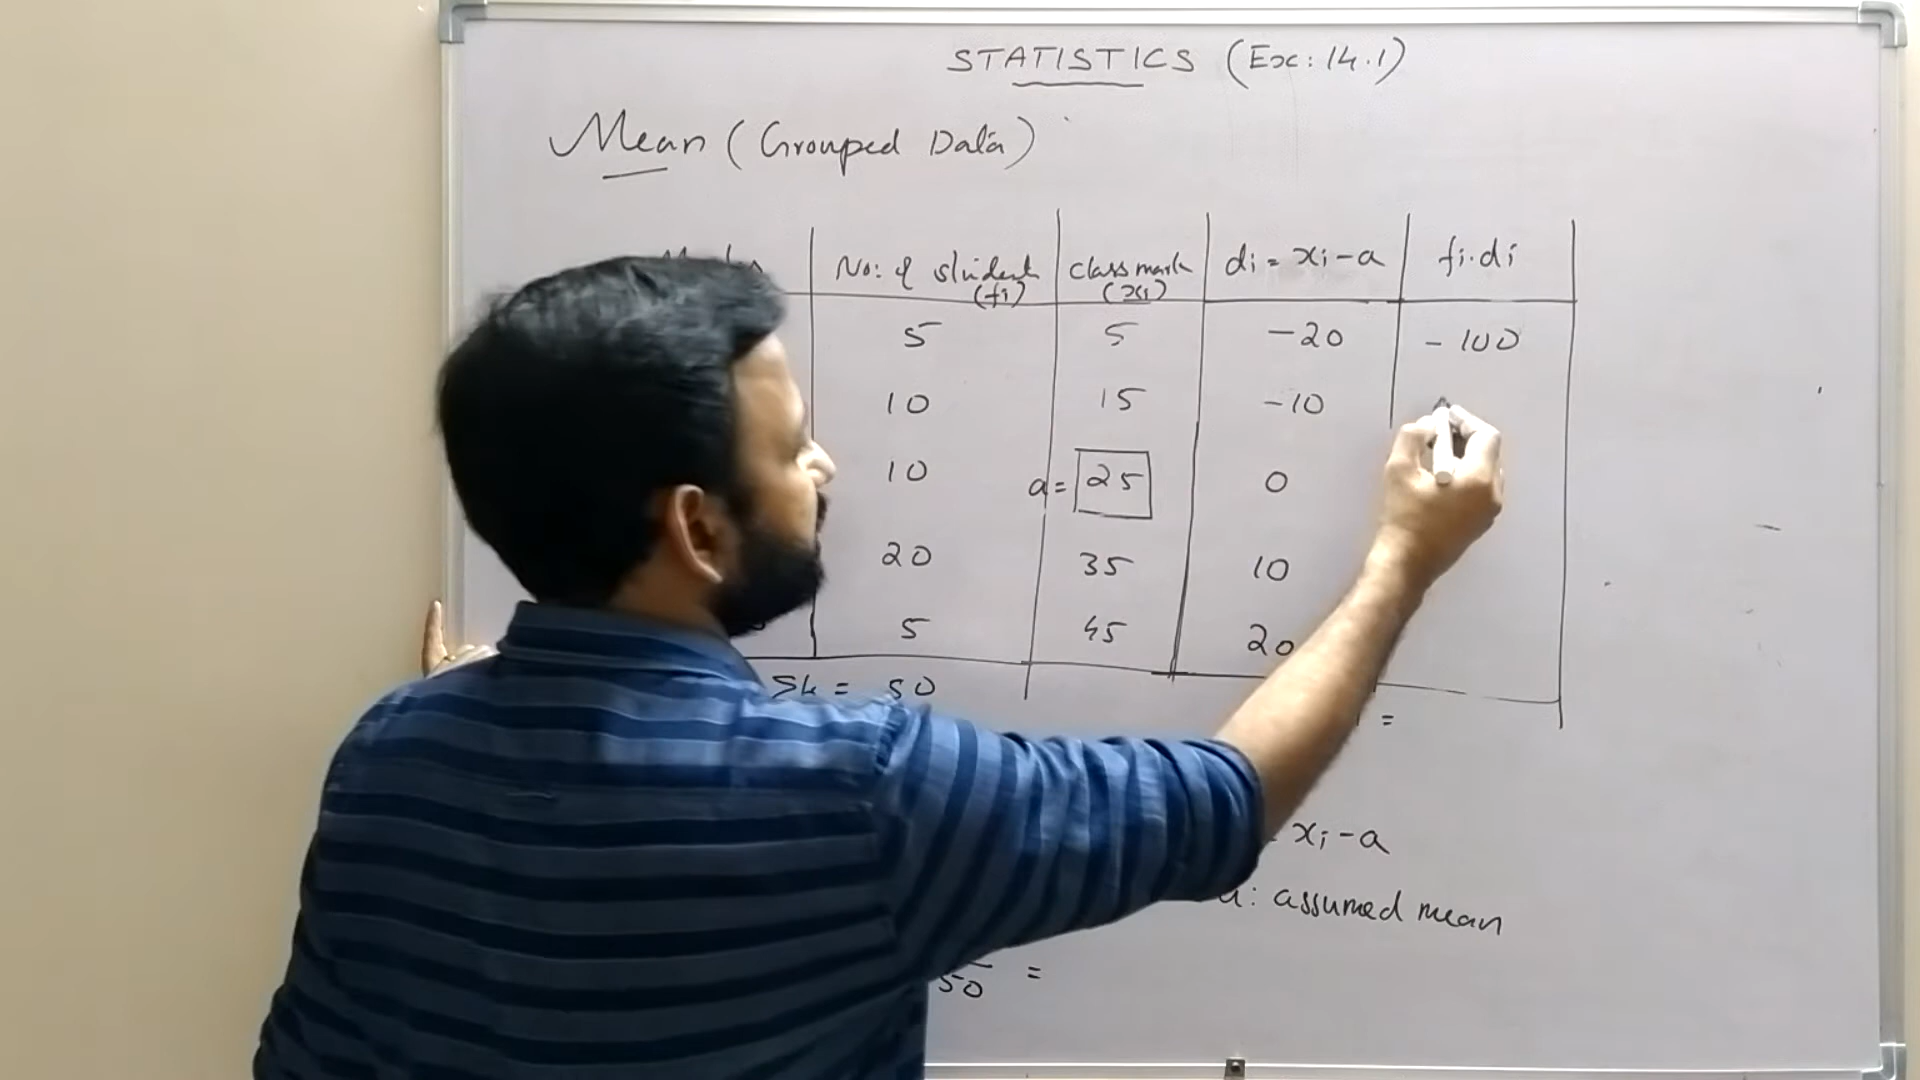 STATISTICS (Ex: 14.1)
Mean (Grouped Data)
No: of student (fi) class mark (xi) di = xi - a fi.di
5 5 -20 -100
10 15 -10
10 a = 25 0
20 35 10
5 45 20
= 50 =
xi - a
a: assumed mean
50 =